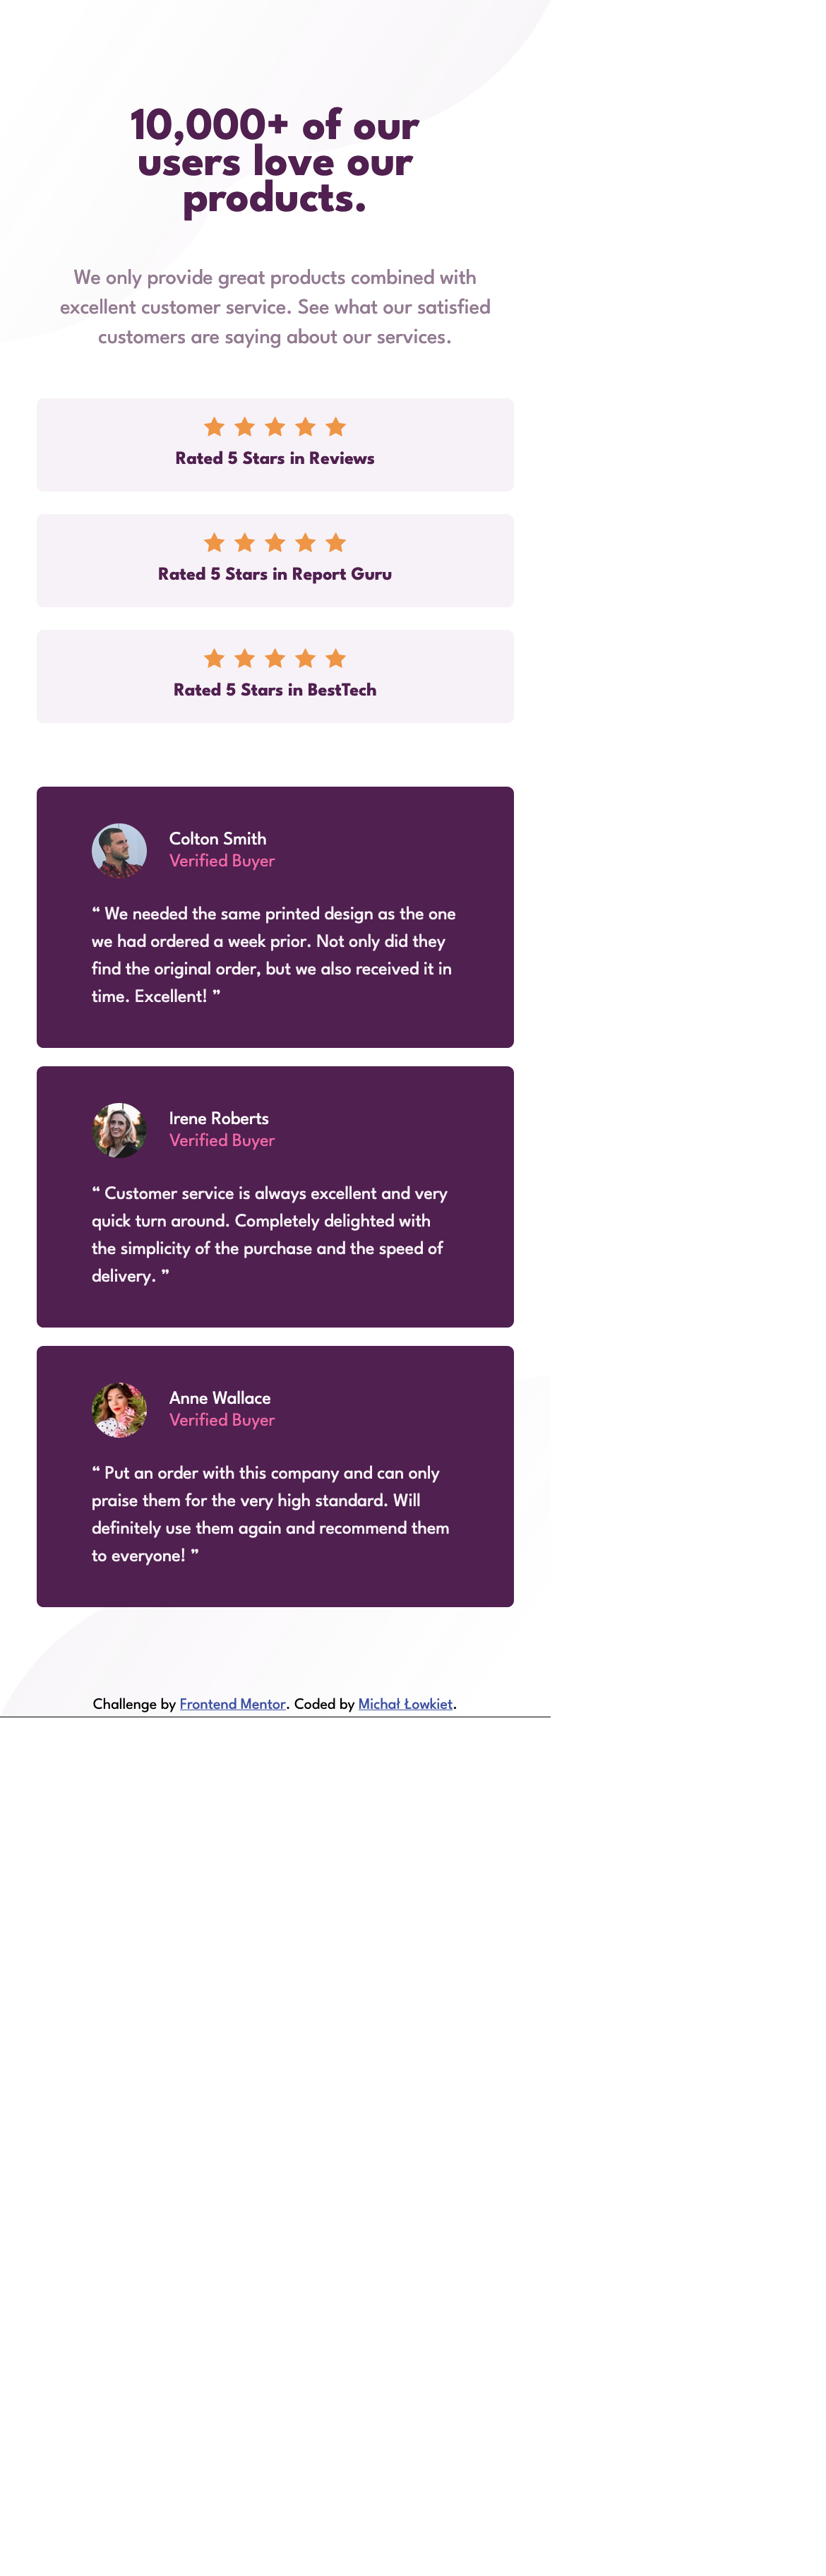 10,000+ of our
users love our
products.
We only provide great products combined with
excellent customer service. See what our satisfied
customers are saying about our services.
Rated 5 Stars in Reviews
Rated 5 Stars in Report Guru
Rated 5 Stars in BestTech
Colton Smith
Verified Buyer
“ We needed the same printed design as the one
we had ordered a week prior. Not only did they
find the original order, but we also received it in
time. Excellent! ”
Irene Roberts
Verified Buyer
“ Customer service is always excellent and very
quick turn around. Completely delighted with
the simplicity of the purchase and the speed of
delivery. ”
Anne Wallace
Verified Buyer
“ Put an order with this company and can only
praise them for the very high standard. Will
definitely use them again and recommend them
to everyone! ”
Challenge by Frontend Mentor. Coded by Michał Łowkiet.